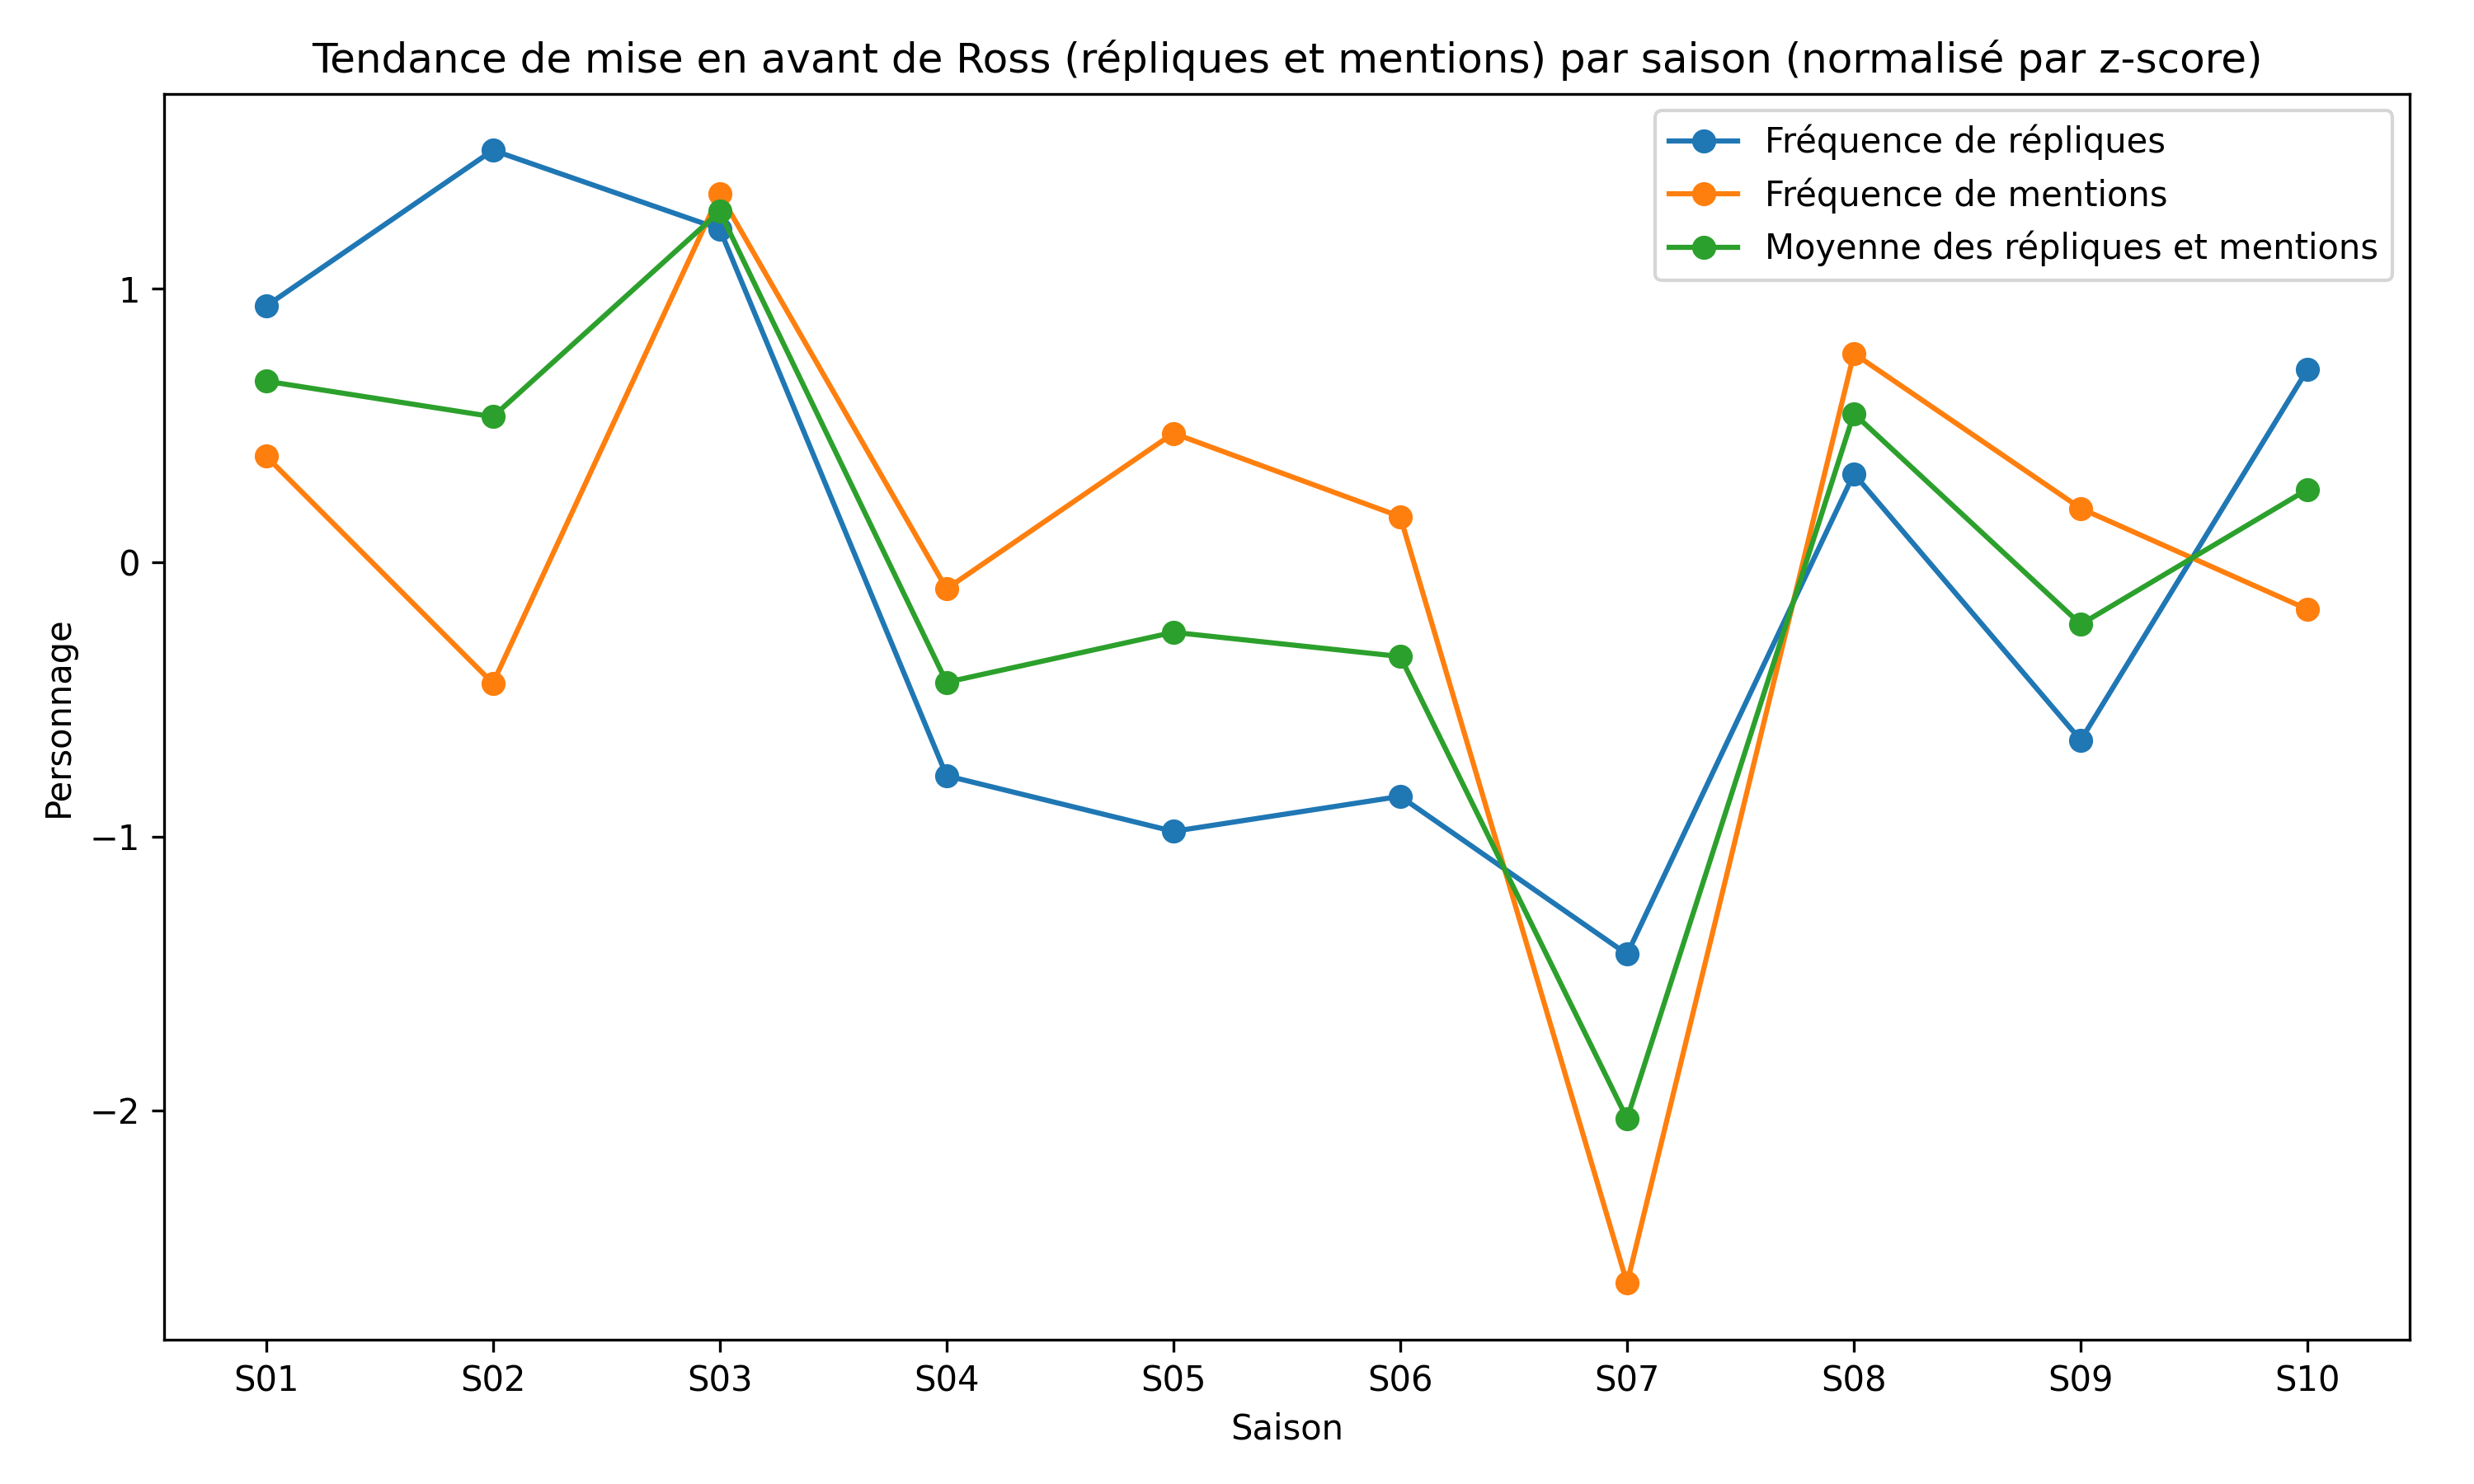 Tendance de mise en avant de Ross (répliques et mentions) par saison (normalisé par z-score)
Fréquence de répliques
Fréquence de mentions
Moyenne des répliques et mentions
1
0
−1
−2
Personnage
S01 S02 S03 S04 S05 S06 S07 S08 S09 S10
Saison